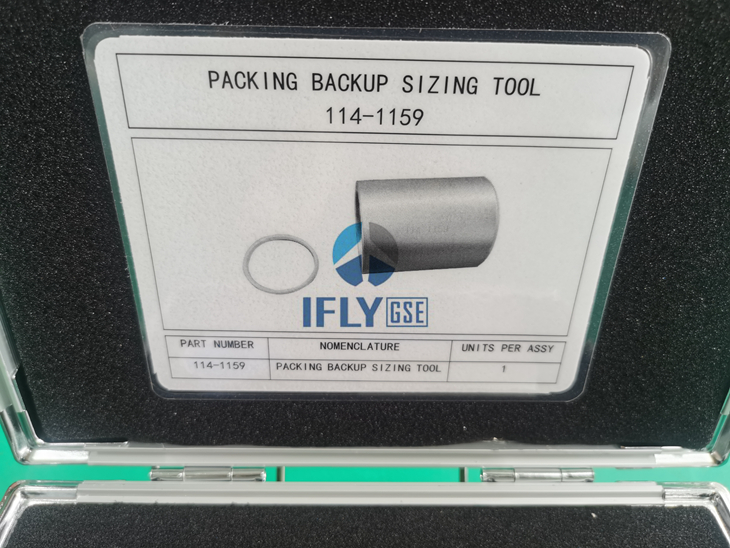 PACKING BACKUP SIZING TOOL
114-1159
IFLY GSE
PART NUMBER NOMENCLATURE UNITS PER ASSY
114-1159 PACKING BACKUP SIZING TOOL 1